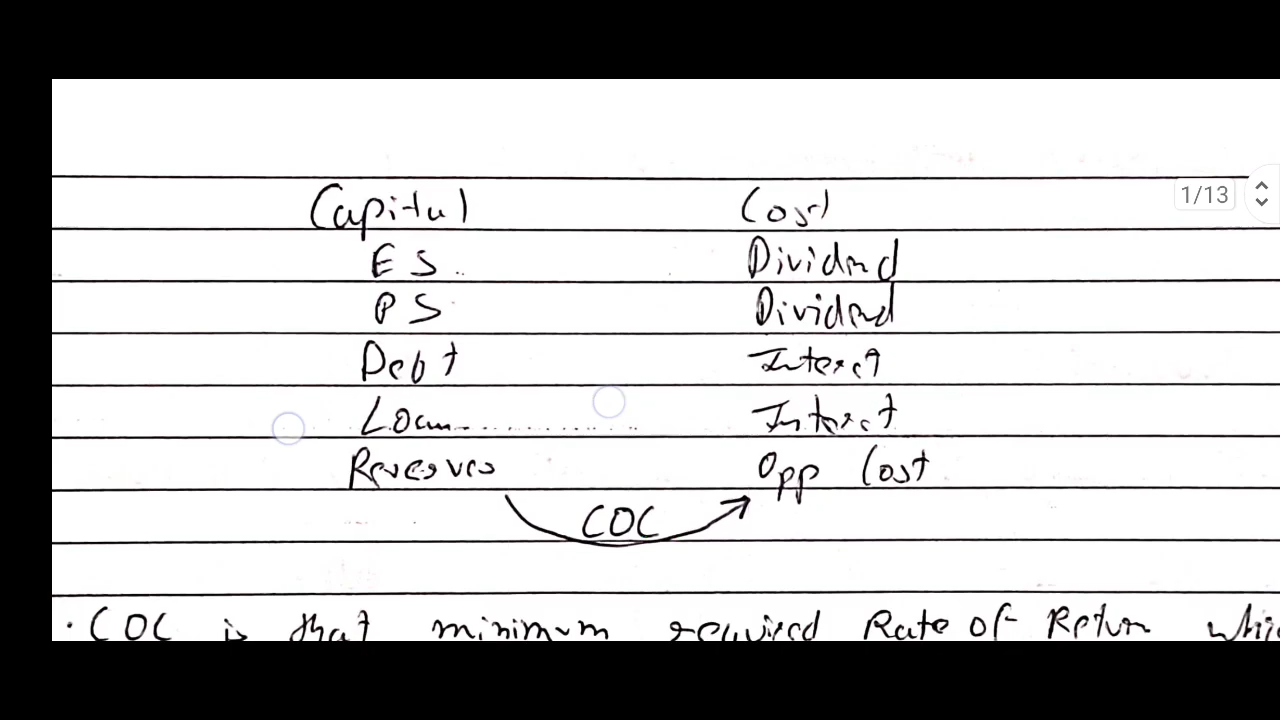 Capital Cost
1/13
ES Dividend
PS Dividend
Debt Interest
Loan Interest
Reserves Opp Cost
COC
• COC is that minimum required Rate of Return which